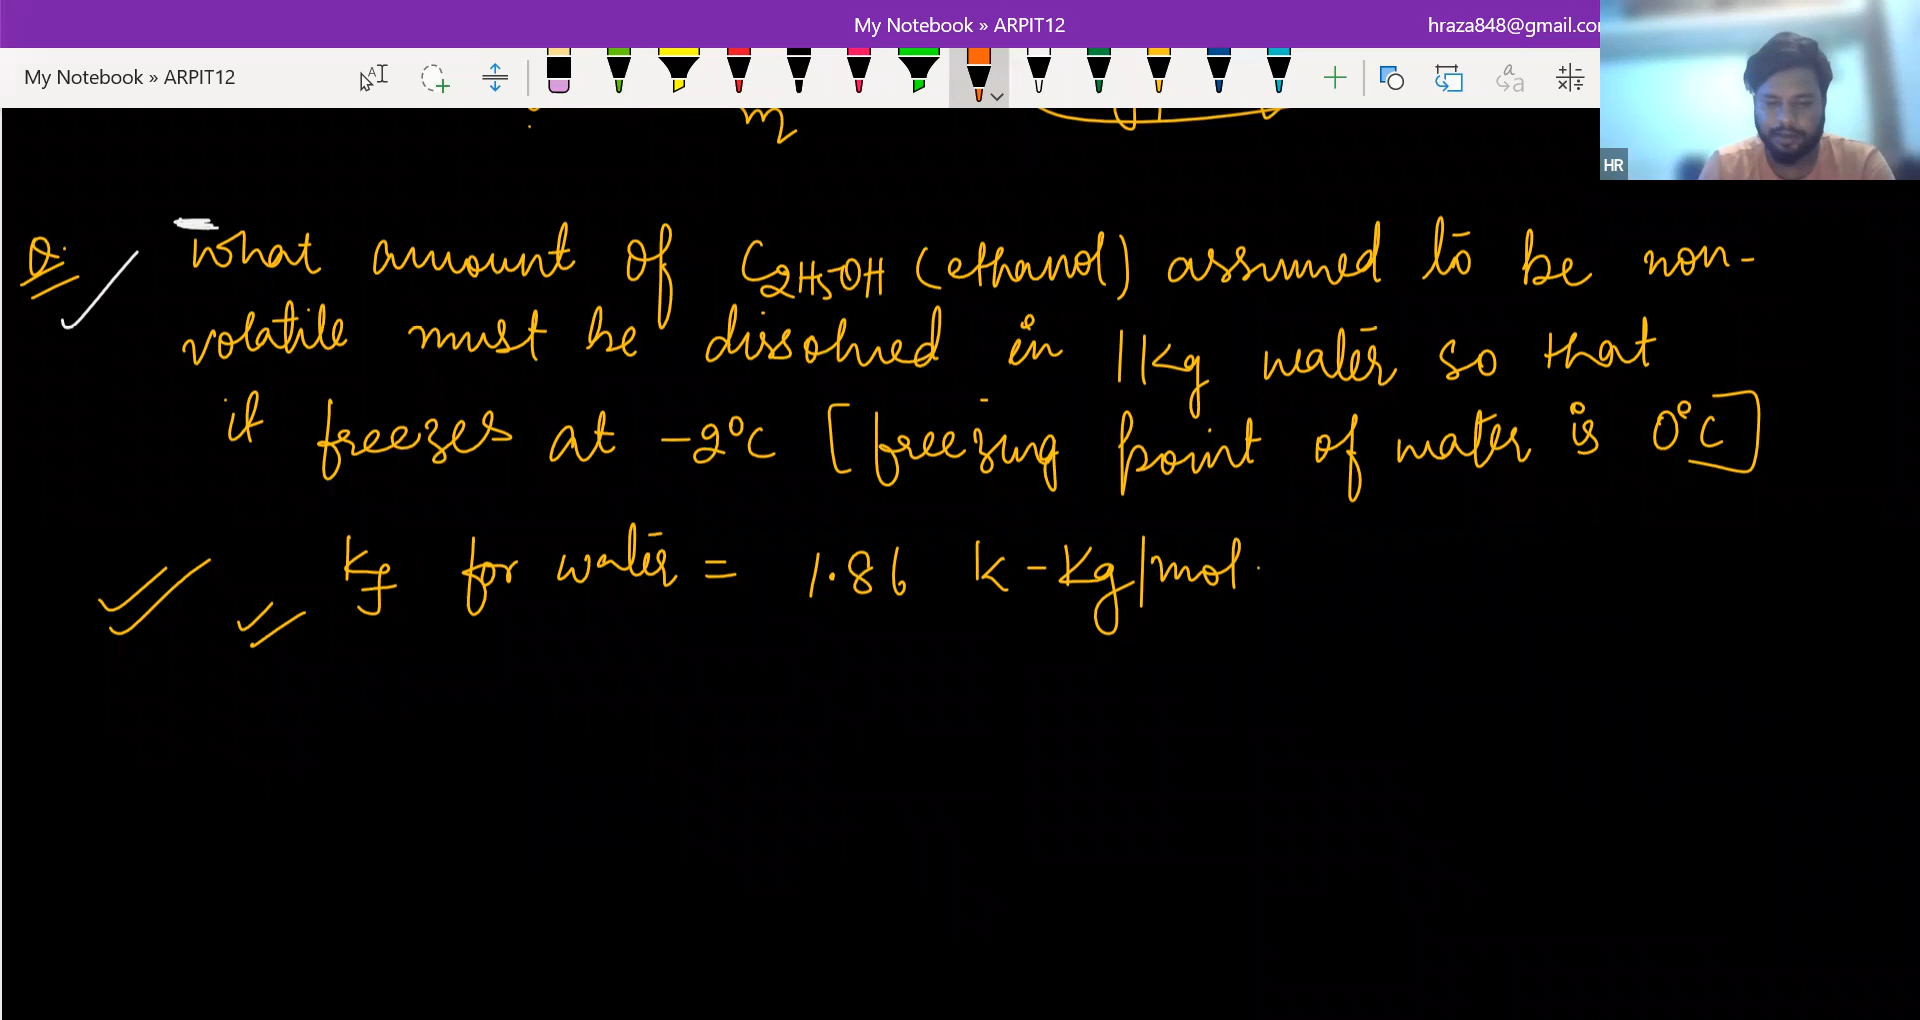 My Notebook » ARPIT12
hraza848@gmail.co
My Notebook » ARPIT12
HR
m
Q. What amount of C2H5OH (ethanol) assumed to be non-
volatile must be dissolved in 1 Kg water so that
it freezes at -2°C [freezing point of water is 0°C]
Kf for water = 1.86 K-Kg/mol.